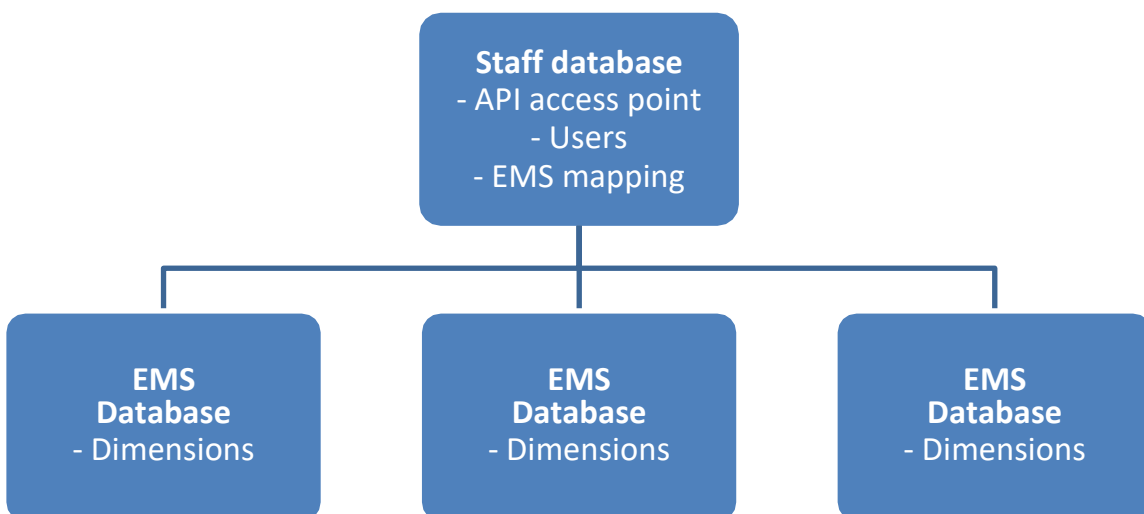 Staff database
- API access point
- Users
- EMS mapping
EMS
Database
- Dimensions
EMS
Database
- Dimensions
EMS
Database
- Dimensions